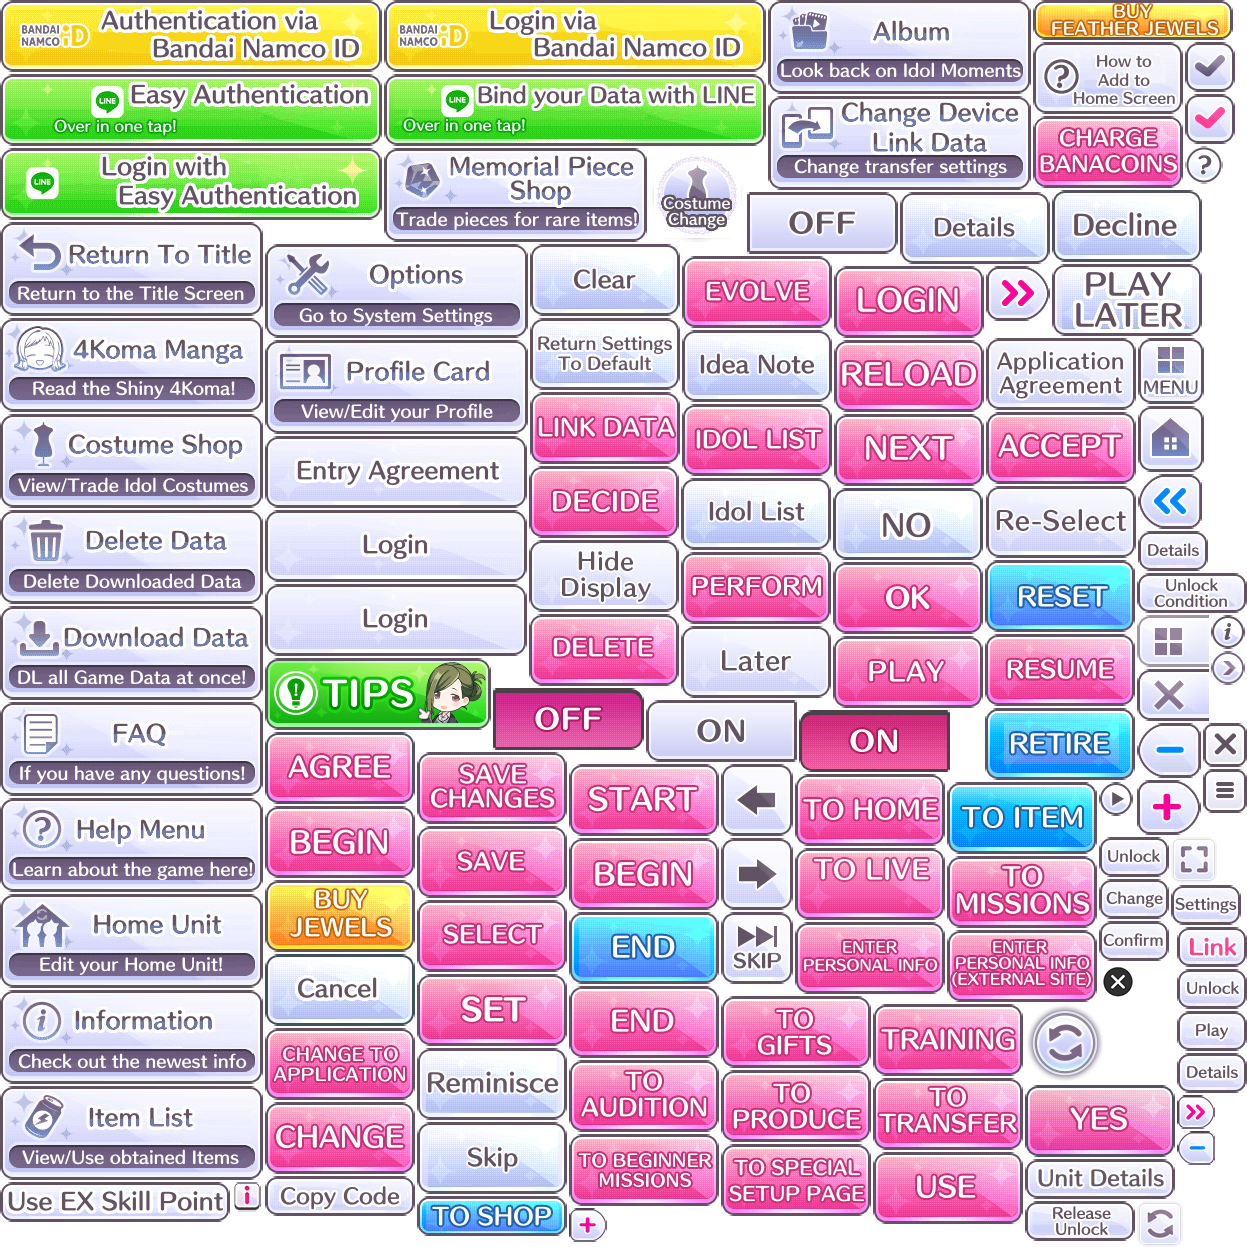 BANDAI
NAMCO iD
Authentication via
Bandai Namco ID
BANDAI
NAMCO iD
Login via
Bandai Namco ID
Album
Look back on Idol Moments
BUY
FEATHER JEWELS
How to
Add to
Home Screen
LINE
Easy Authentication
Over in one tap!
LINE
Bind your Data with LINE
Over in one tap!
Change Device
Link Data
Change transfer settings
CHARGE
BANACOINS
LINE
Login with
Easy Authentication
Memorial Piece
Shop
Trade pieces for rare items!
Costume
Change
OFF
Details
Decline
Return To Title
Return to the Title Screen
4Koma Manga
Read the Shiny 4Koma!
Costume Shop
View/Trade Idol Costumes
Delete Data
Delete Downloaded Data
Download Data
DL all Game Data at once!
FAQ
If you have any questions!
Help Menu
Learn about the game here!
Home Unit
Edit your Home Unit!
Information
Check out the newest info
Item List
View/Use obtained Items
Use EX Skill Point
i
Options
Go to System Settings
Profile Card
View/Edit your Profile
Entry Agreement
Login
Login
TIPS
AGREE
BEGIN
BUY
JEWELS
Cancel
CHANGE TO
APPLICATION
CHANGE
Copy Code
Clear
Return Settings
To Default
LINK DATA
DECIDE
Hide
Display
DELETE
OFF
SAVE
CHANGES
SAVE
SELECT
SET
Reminisce
Skip
TO SHOP
EVOLVE
Idea Note
IDOL LIST
Idol List
PERFORM
Later
ON
START
BEGIN
END
END
TO
AUDITION
TO BEGINNER
MISSIONS
LOGIN
RELOAD
NEXT
NO
OK
PLAY
ON
SKIP
TO
GIFTS
TO
PRODUCE
TO SPECIAL
SETUP PAGE
PLAY
LATER
Application
Agreement
ACCEPT
Re-Select
RESET
RESUME
RETIRE
TO HOME
TO LIVE
ENTER
PERSONAL INFO
TRAINING
TO
TRANSFER
USE
TO ITEM
TO
MISSIONS
ENTER
PERSONAL INFO
(EXTERNAL SITE)
YES
Unit Details
Release
Unlock
MENU
Details
Unlock
Condition
i
Unlock
Change
Confirm
Settings
Link
Unlock
Play
Details